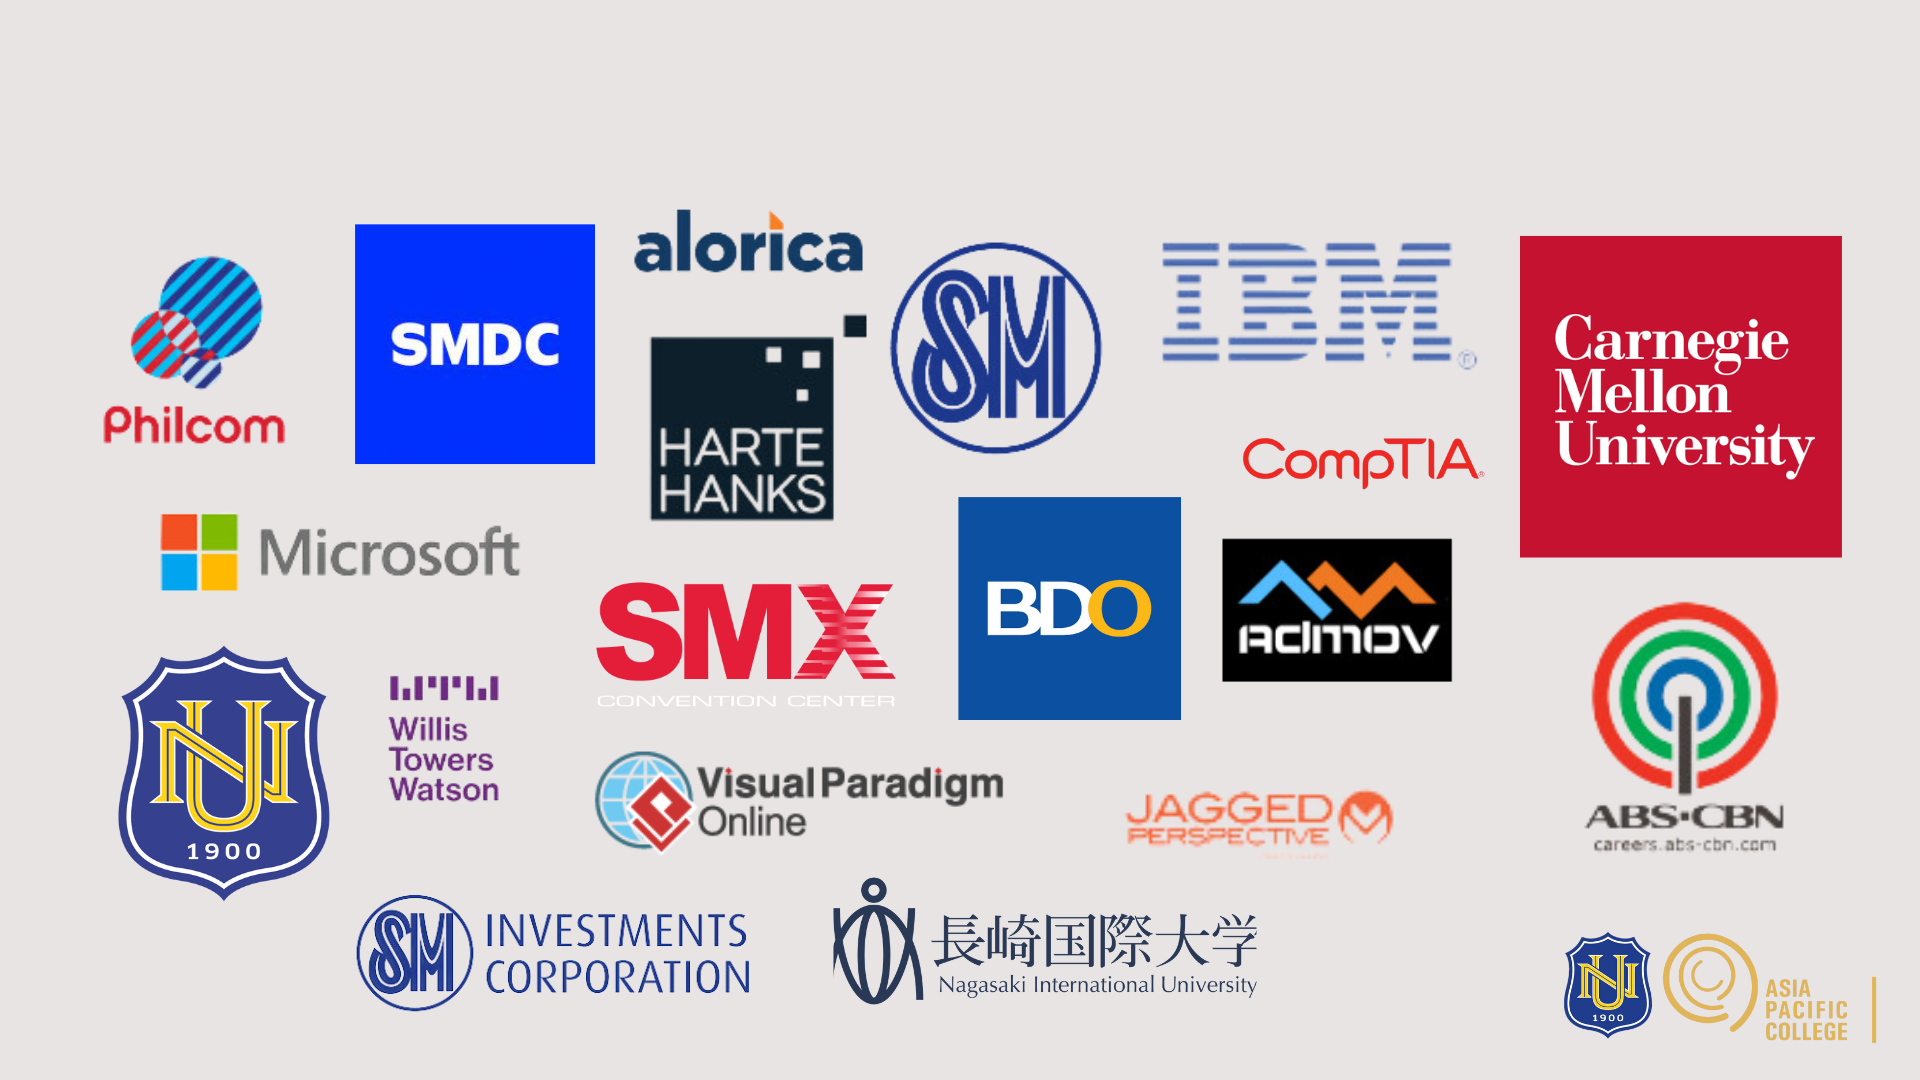 alorica
SM
IBM®
Philcom
SMDC
HARTE
HANKS
Carnegie
Mellon
University
CompTIA
Microsoft
SMX
CONVENTION CENTER
BDO
Admov
NU
1900
Willis
Towers
Watson
Visual Paradigm
Online
JAGGED
PERSPECTIVE
ABS-CBN
careers.abs-cbn.com
SM
INVESTMENTS
CORPORATION
長崎国際大学
Nagasaki International University
NU
1900
ASIA
PACIFIC
COLLEGE